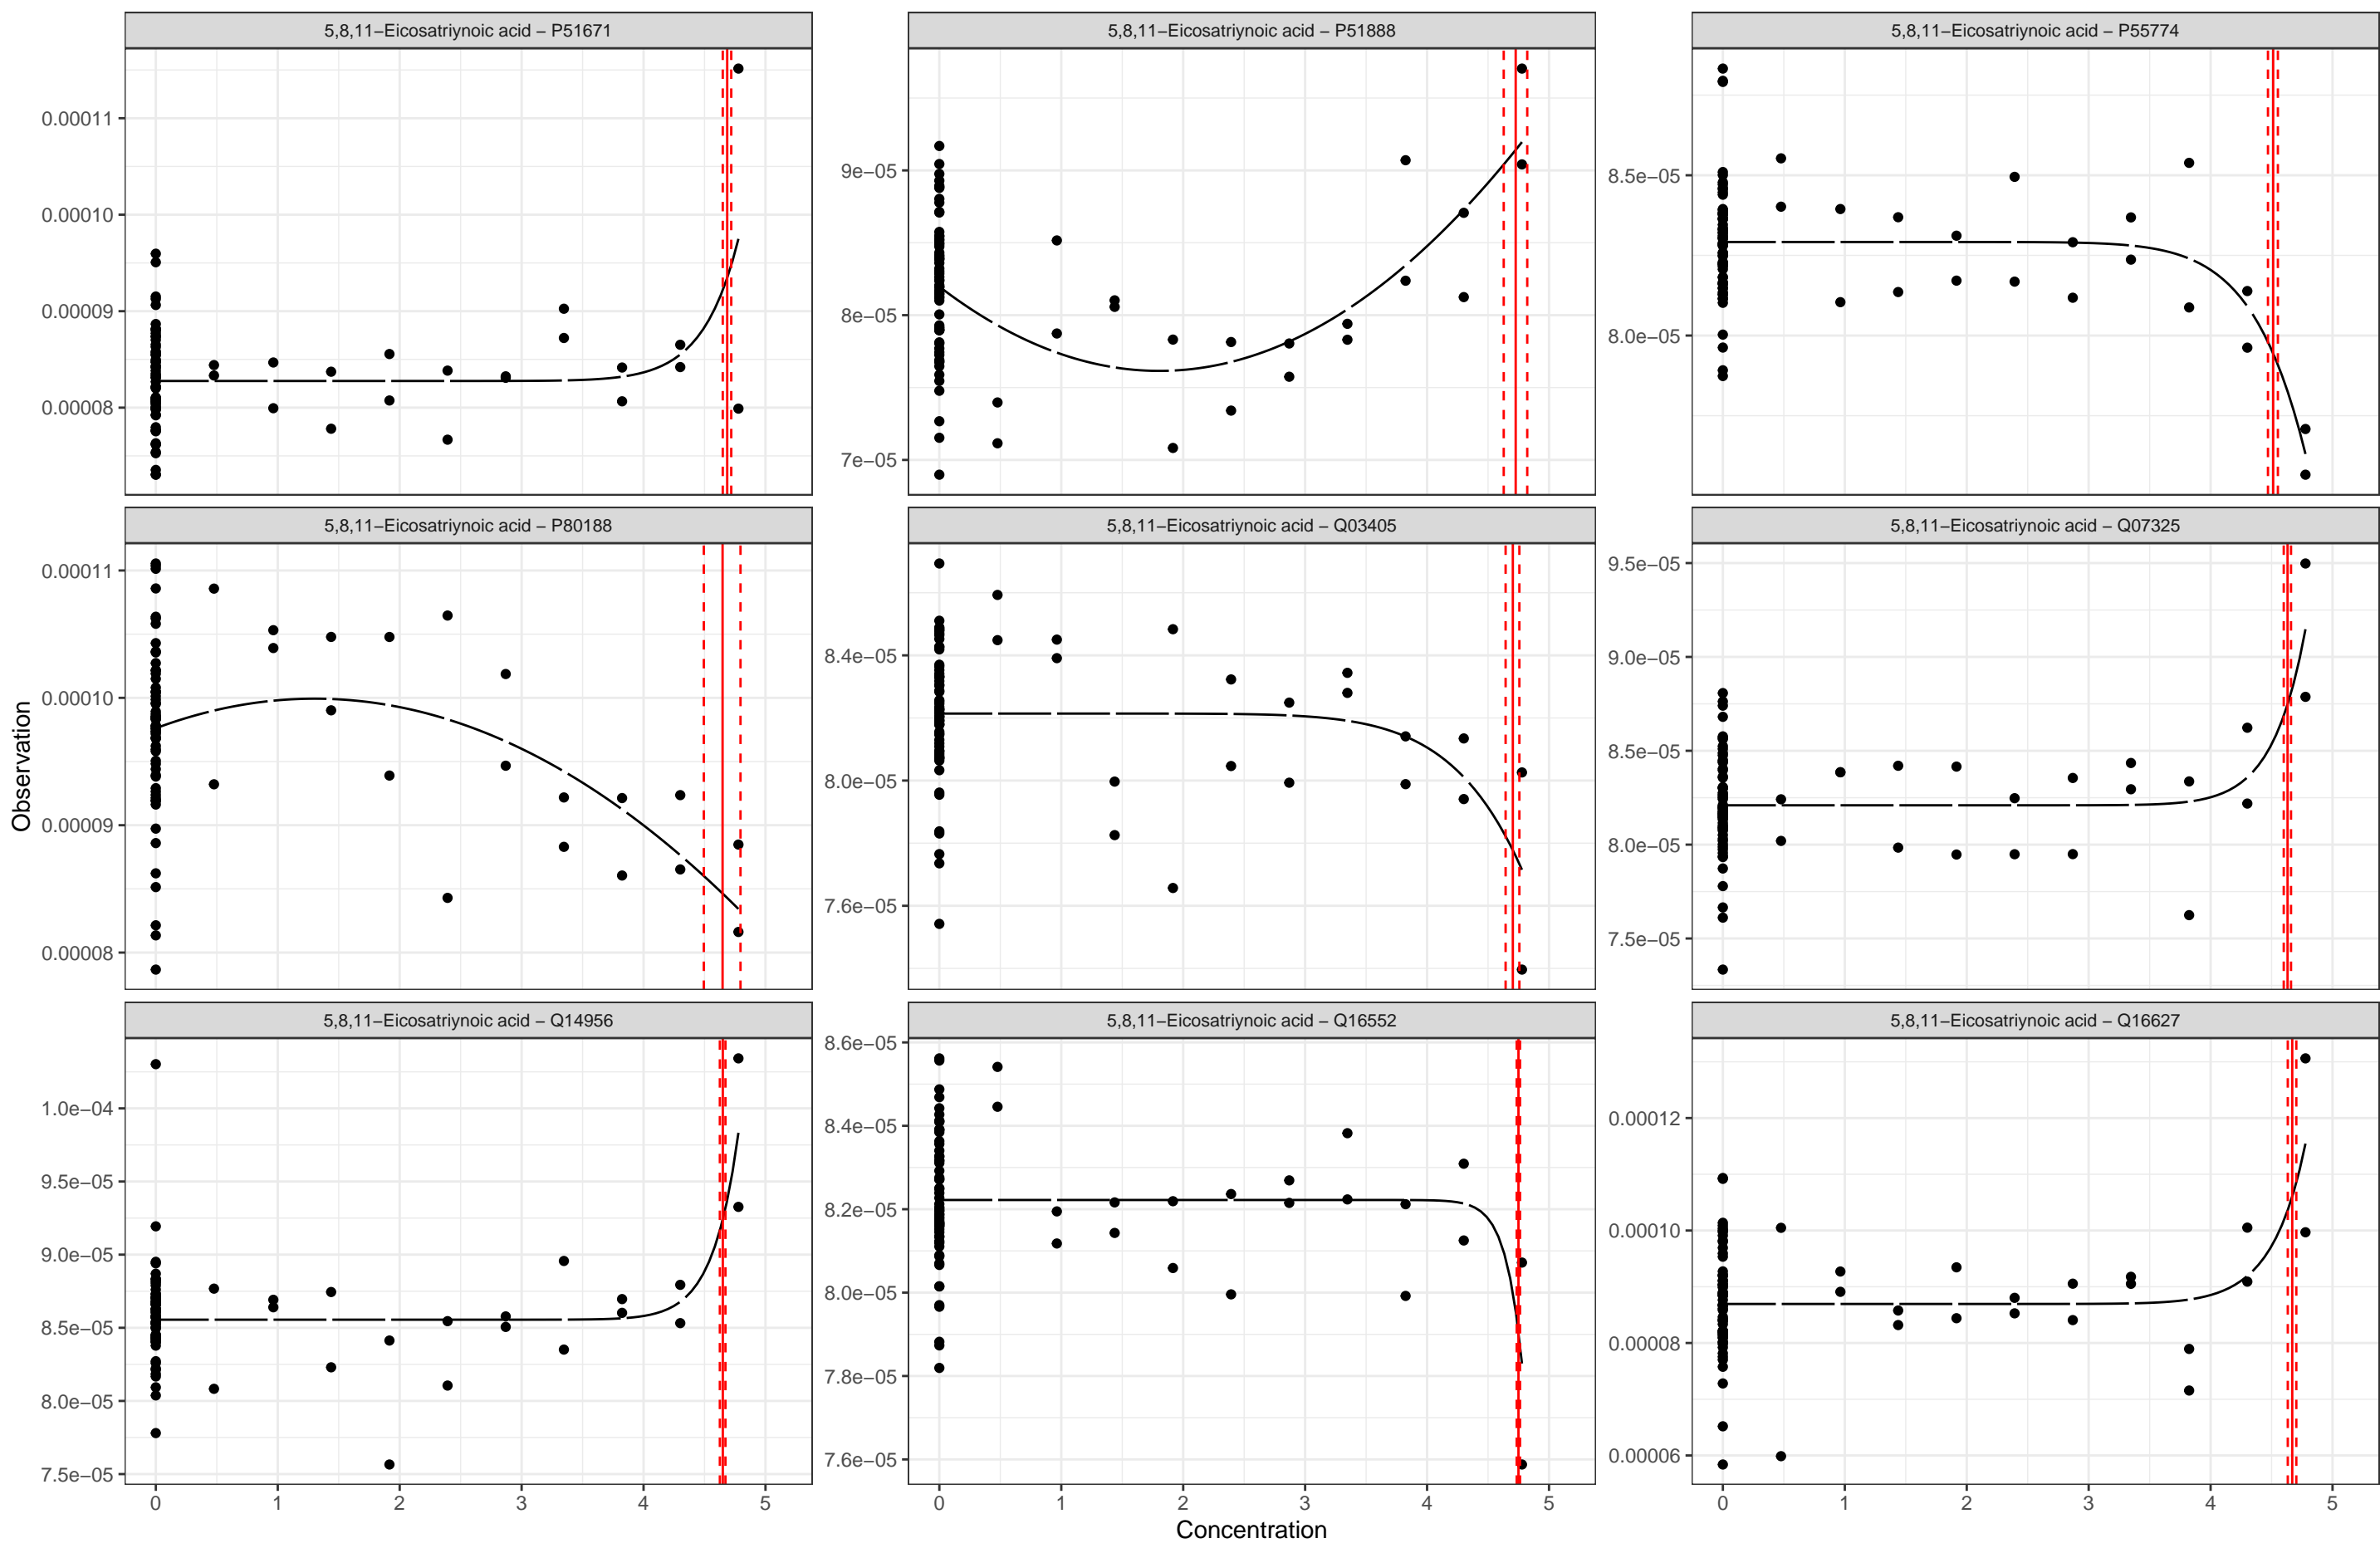 5,8,11−Eicosatriynoic acid − P51671
5,8,11−Eicosatriynoic acid − P51888
5,8,11−Eicosatriynoic acid − P55774
0.00011
0.00010
0.00009
0.00008
9e−05
8e−05
7e−05
8.5e−05
8.0e−05
5,8,11−Eicosatriynoic acid − P80188
5,8,11−Eicosatriynoic acid − Q03405
5,8,11−Eicosatriynoic acid − Q07325
0.00011
0.00010
0.00009
0.00008
8.4e−05
8.0e−05
7.6e−05
9.5e−05
9.0e−05
8.5e−05
8.0e−05
7.5e−05
Observation
5,8,11−Eicosatriynoic acid − Q14956
5,8,11−Eicosatriynoic acid − Q16552
5,8,11−Eicosatriynoic acid − Q16627
1.0e−04
9.5e−05
9.0e−05
8.5e−05
8.0e−05
7.5e−05
8.6e−05
8.4e−05
8.2e−05
8.0e−05
7.8e−05
7.6e−05
0.00012
0.00010
0.00008
0.00006
0 1 2 3 4 5
0 1 2 3 4 5
0 1 2 3 4 5
Concentration